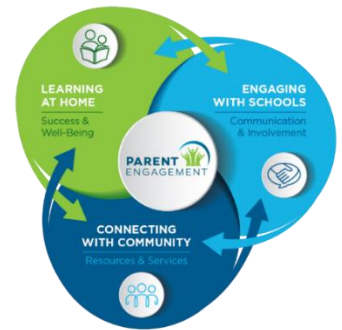 LEARNING
AT HOME
Success &
Well-Being
ENGAGING
WITH SCHOOLS
Communication
& Involvement
PARENT
ENGAGEMENT
CONNECTING
WITH COMMUNITY
Resources & Services